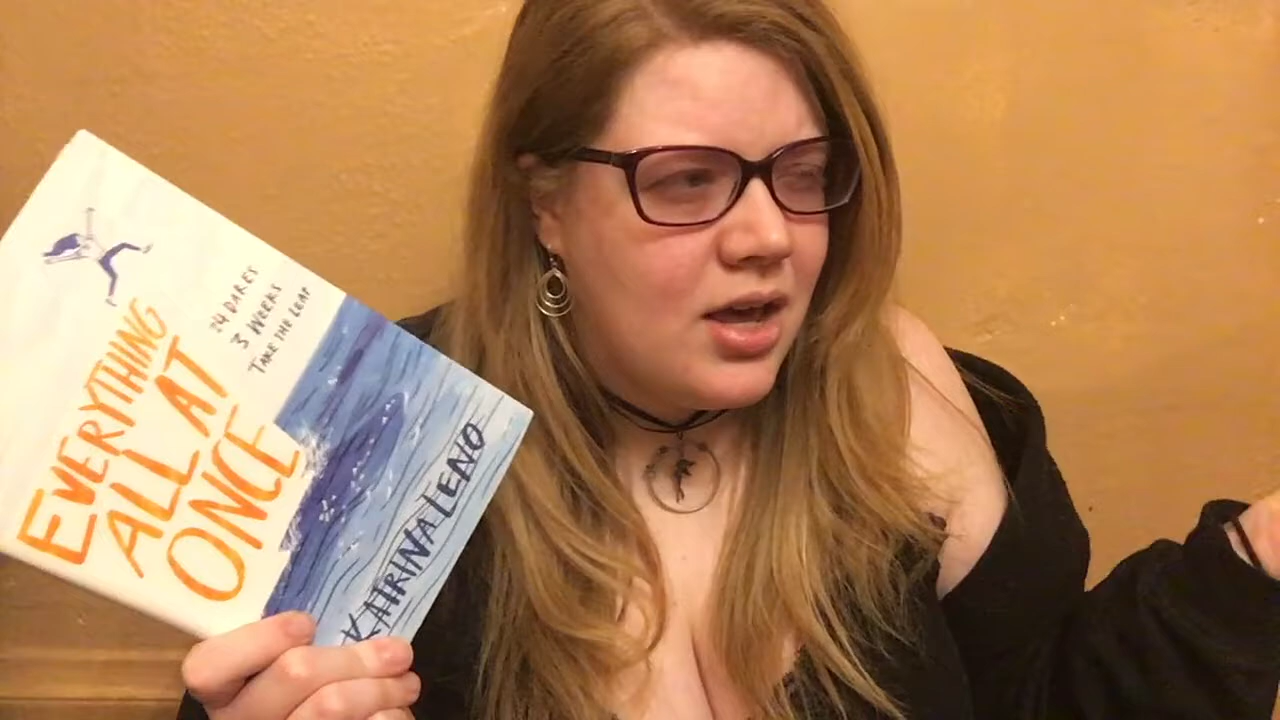 24 DARES
3 WEEKS
TAKE THE LEAP
EVERYTHING
ALL AT
ONCE
KATRINA LENO